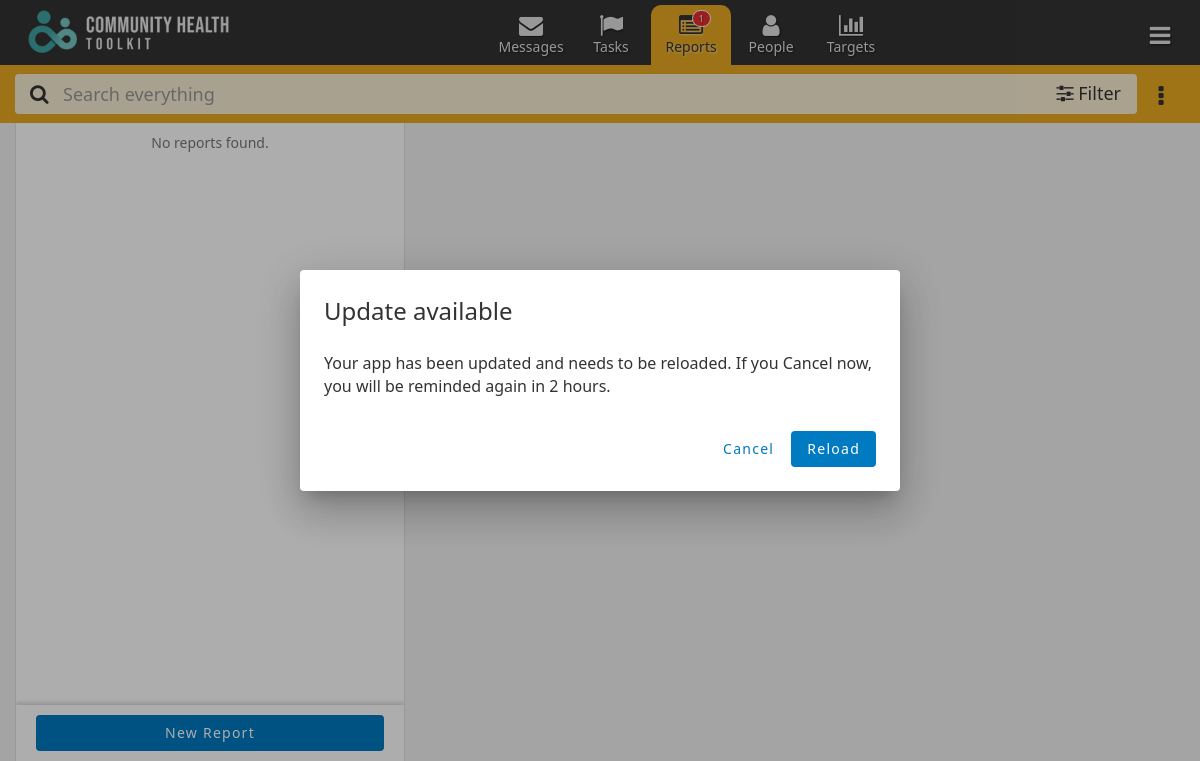 COMMUNITY HEALTH
TOOLKIT
Messages
Tasks
1
Reports
People
Targets
Search everything
Filter
No reports found.
Update available
Your app has been updated and needs to be reloaded. If you Cancel now,
you will be reminded again in 2 hours.
Cancel
Reload
New Report